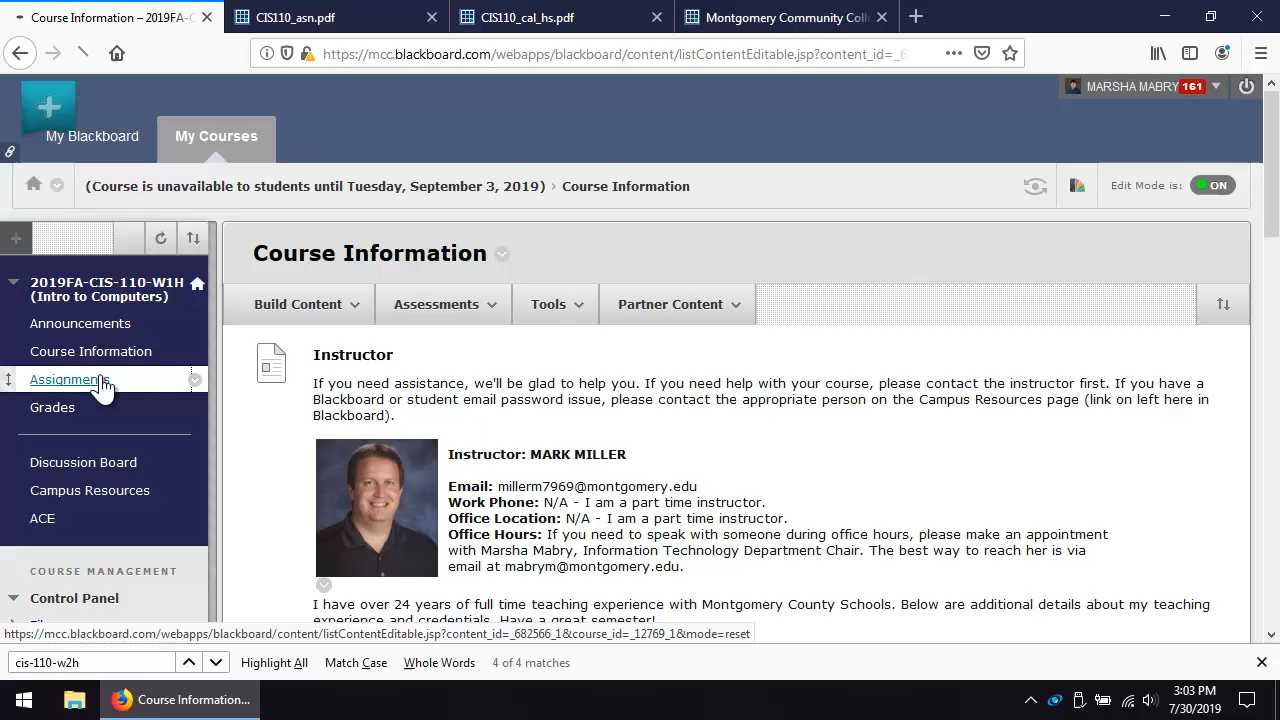 Course Information – 2019FA-C
CIS110_asn.pdf
CIS110_cal_hs.pdf
Montgomery Community Coll
https://mcc.blackboard.com/webapps/blackboard/content/listContentEditable.jsp?content_id=_6
MARSHA MABRY 161
My Blackboard
My Courses
(Course is unavailable to students until Tuesday, September 3, 2019) › Course Information
Edit Mode is: ON
Course Information
2019FA-CIS-110-W1H
(Intro to Computers)
Announcements
Course Information
Assignments
Grades
Discussion Board
Campus Resources
ACE
COURSE MANAGEMENT
Control Panel
Build Content
Assessments
Tools
Partner Content
Instructor
If you need assistance, we'll be glad to help you. If you need help with your course, please contact the instructor first. If you have a
Blackboard or student email password issue, please contact the appropriate person on the Campus Resources page (link on left here in
Blackboard).
Instructor: MARK MILLER
Email: millerm7969@montgomery.edu
Work Phone: N/A - I am a part time instructor.
Office Location: N/A - I am a part time instructor.
Office Hours: If you need to speak with someone during office hours, please make an appointment
with Marsha Mabry, Information Technology Department Chair. The best way to reach her is via
email at mabrym@montgomery.edu.
I have over 24 years of full time teaching experience with Montgomery County Schools. Below are additional details about my teaching
experience and credentials. Have a great semester!
https://mcc.blackboard.com/webapps/blackboard/content/listContentEditable.jsp?content_id=_682566_1&course_id=_12769_1&mode=reset
cis-110-w2h
Highlight All
Match Case
Whole Words
4 of 4 matches
Course Information...
3:03 PM
7/30/2019